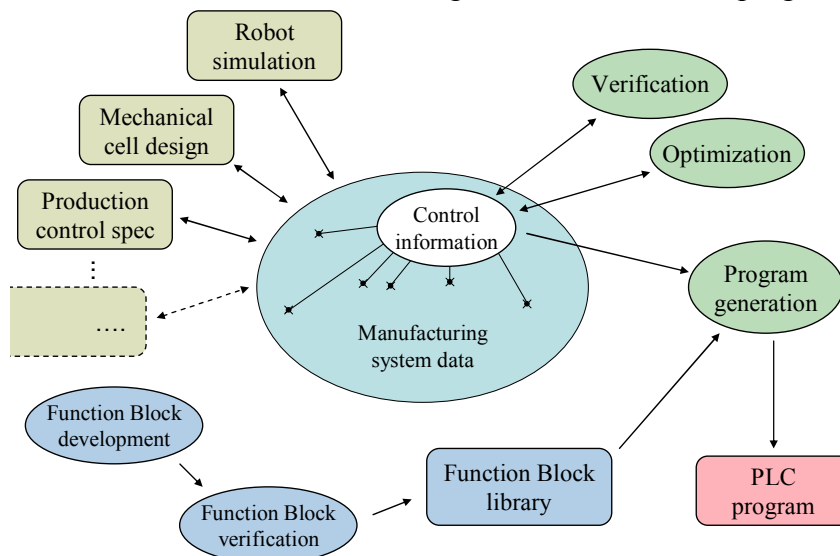 Robot
simulation
Verification
Mechanical
cell design
Optimization
Production
control spec
Control
information
⋮
Program
generation
....
Manufacturing
system data
Function Block
development
Function Block
library
PLC
program
Function Block
verification